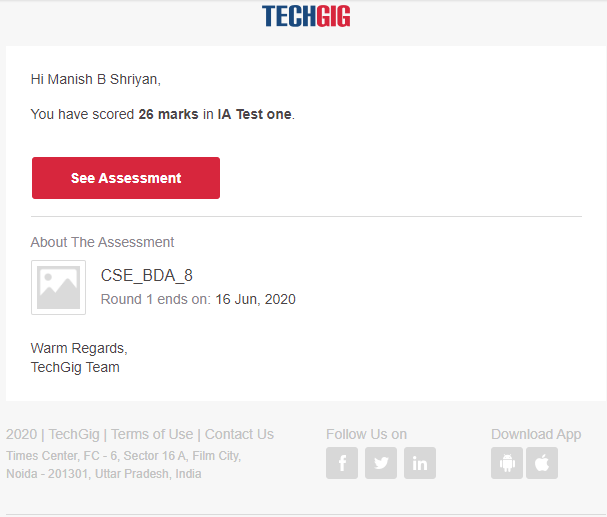 TECHGIG
Hi Manish B Shriyan,
You have scored 26 marks in IA Test one.
See Assessment
About The Assessment
CSE_BDA_8
Round 1 ends on: 16 Jun, 2020
Warm Regards,
TechGig Team
2020 | TechGig | Terms of Use | Contact Us
Times Center, FC - 6, Sector 16 A, Film City,
Noida - 201301, Uttar Pradesh, India
Follow Us on
Download App